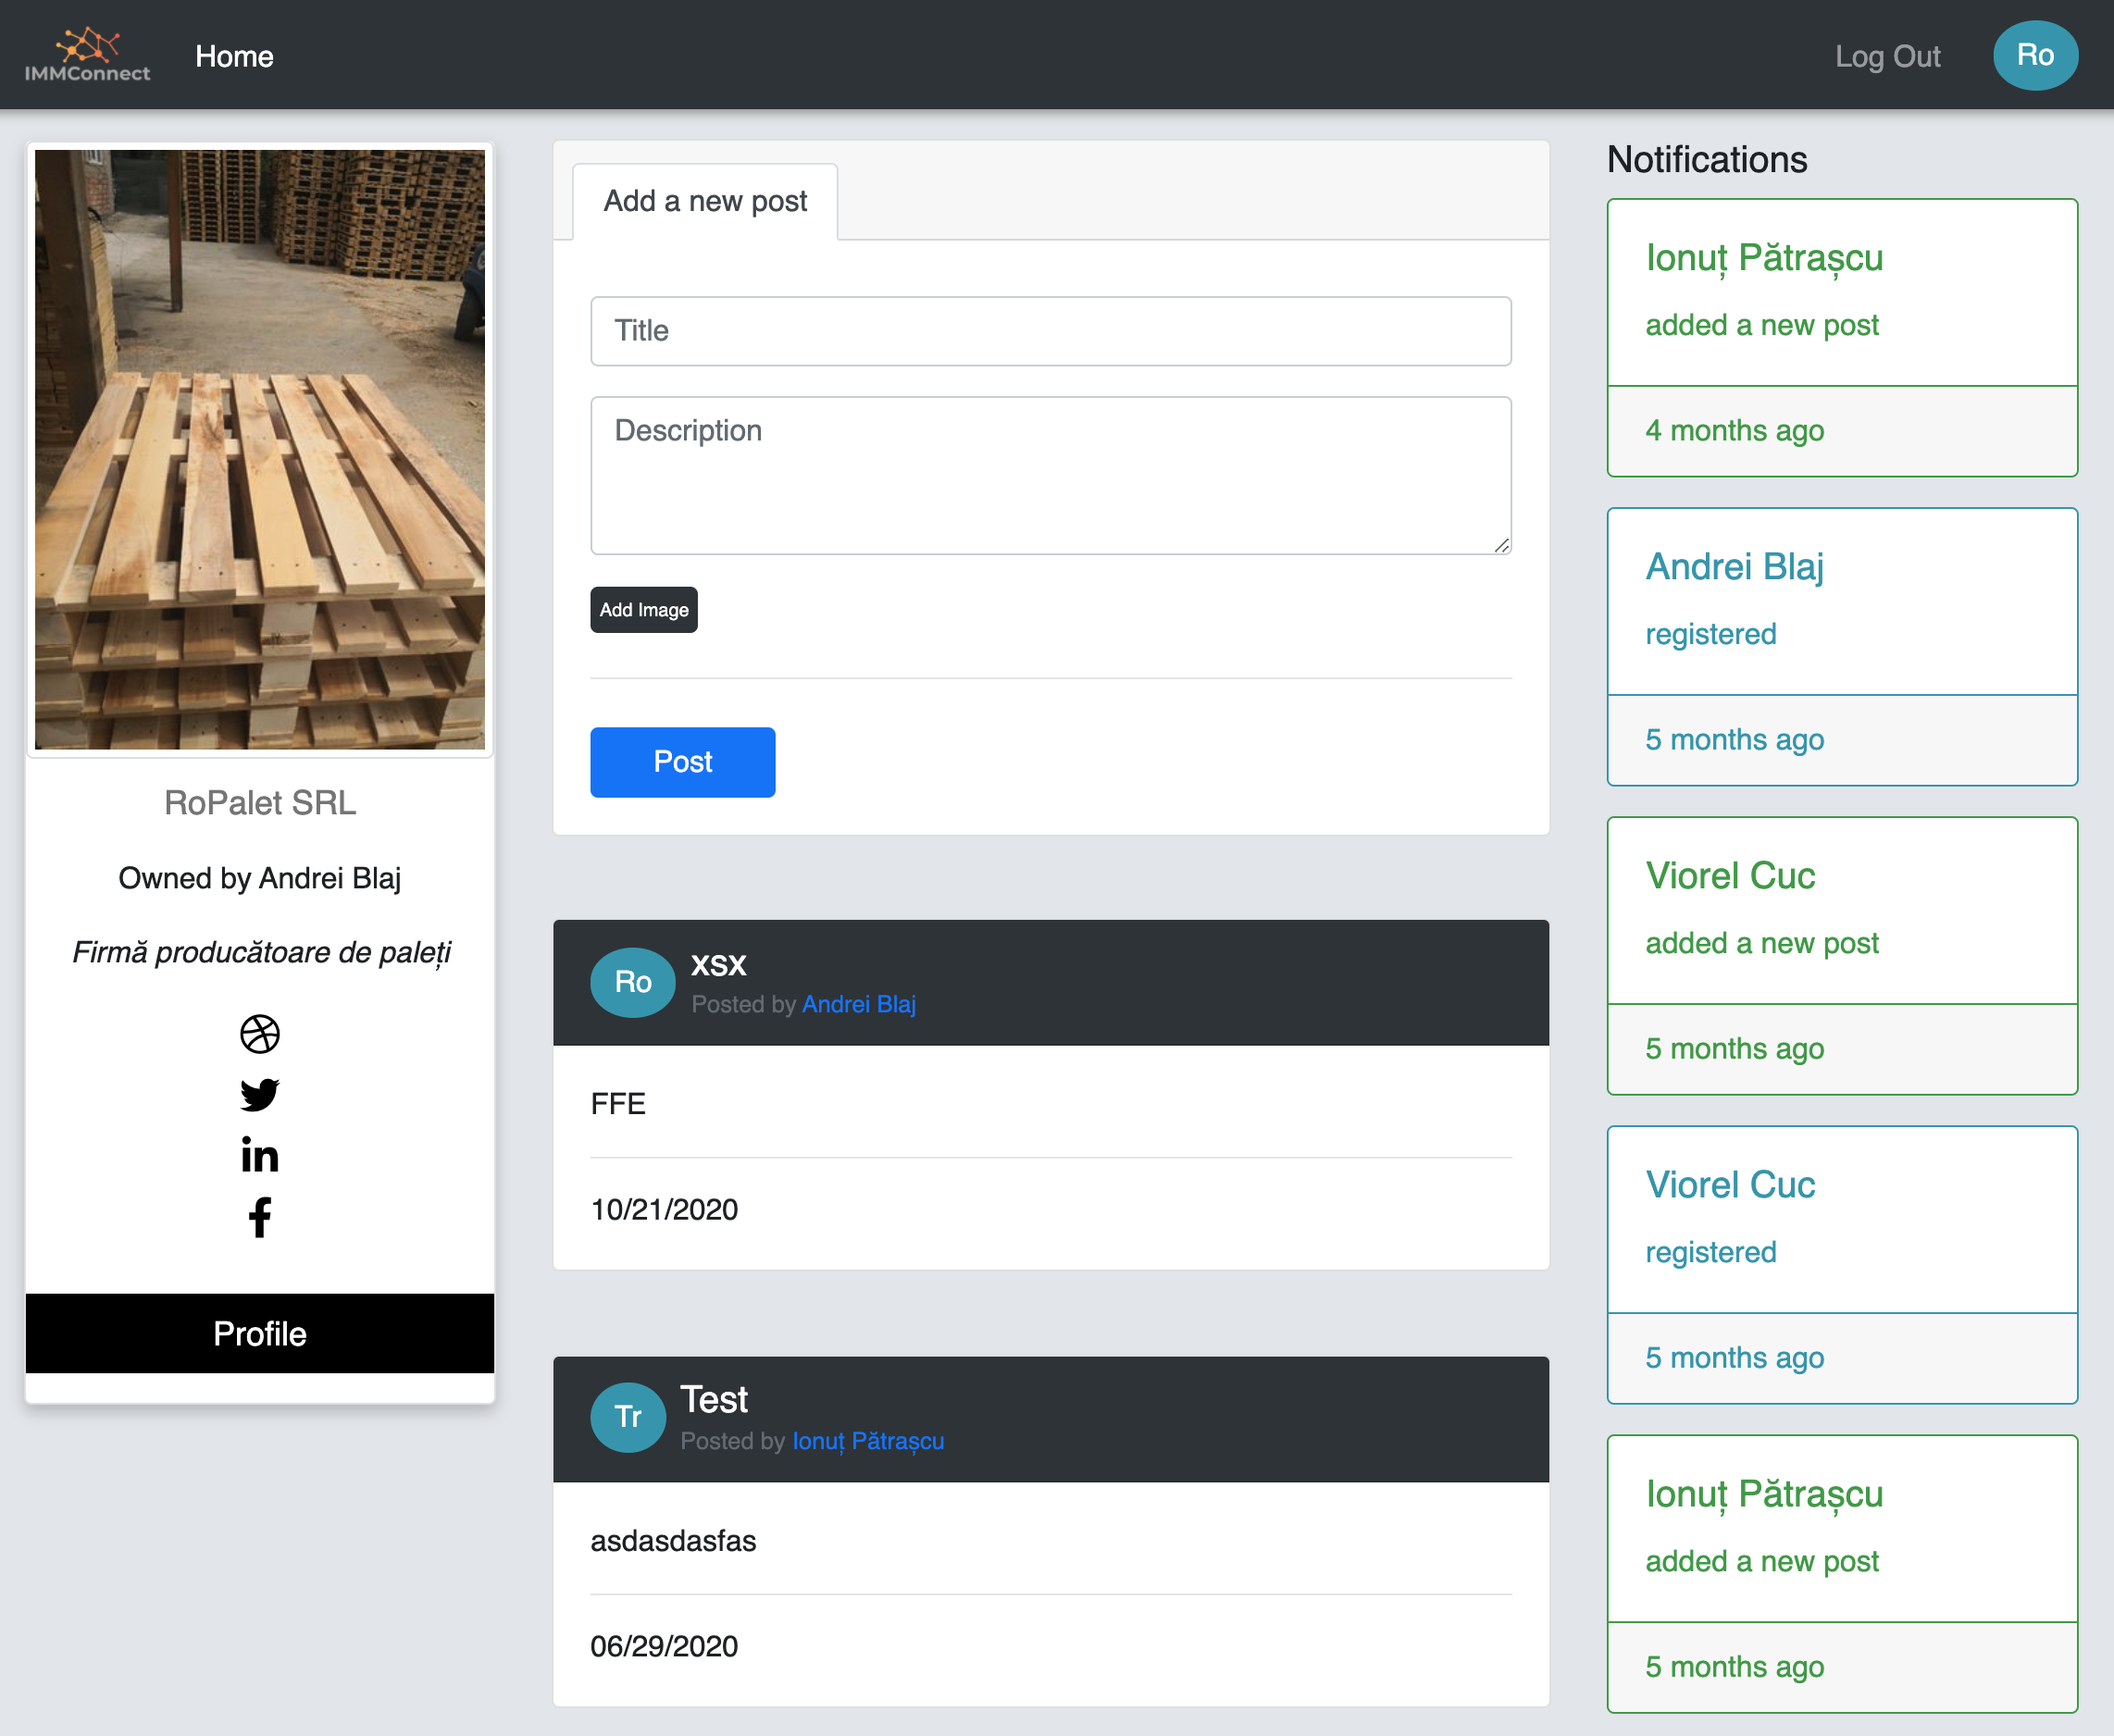 IMMConnect
Home
Log Out
Ro
RoPalet SRL
Owned by Andrei Blaj
Firmă producătoare de paleți
Profile
Add a new post
Title
Description
Add Image
Post
Ro
XSX
Posted by Andrei Blaj
FFE
10/21/2020
Tr
Test
Posted by Ionuț Pătrașcu
asdasdasfas
06/29/2020
Notifications
Ionuț Pătrașcu
added a new post
4 months ago
Andrei Blaj
registered
5 months ago
Viorel Cuc
added a new post
5 months ago
Viorel Cuc
registered
5 months ago
Ionuț Pătrașcu
added a new post
5 months ago